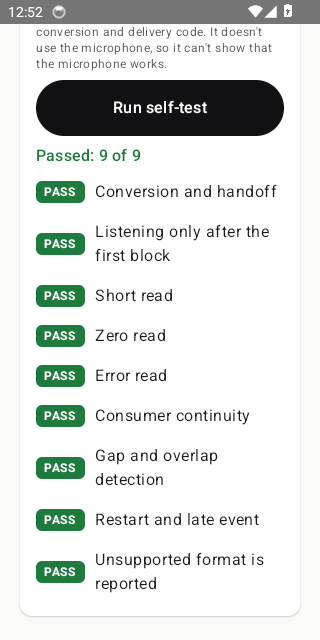 12:52
conversion and delivery code. It doesn't
use the microphone, so it can't show that
the microphone works.
Run self-test
Passed: 9 of 9
PASS Conversion and handoff
PASS Listening only after the
first block
PASS Short read
PASS Zero read
PASS Error read
PASS Consumer continuity
PASS Gap and overlap
detection
PASS Restart and late event
PASS Unsupported format is
reported